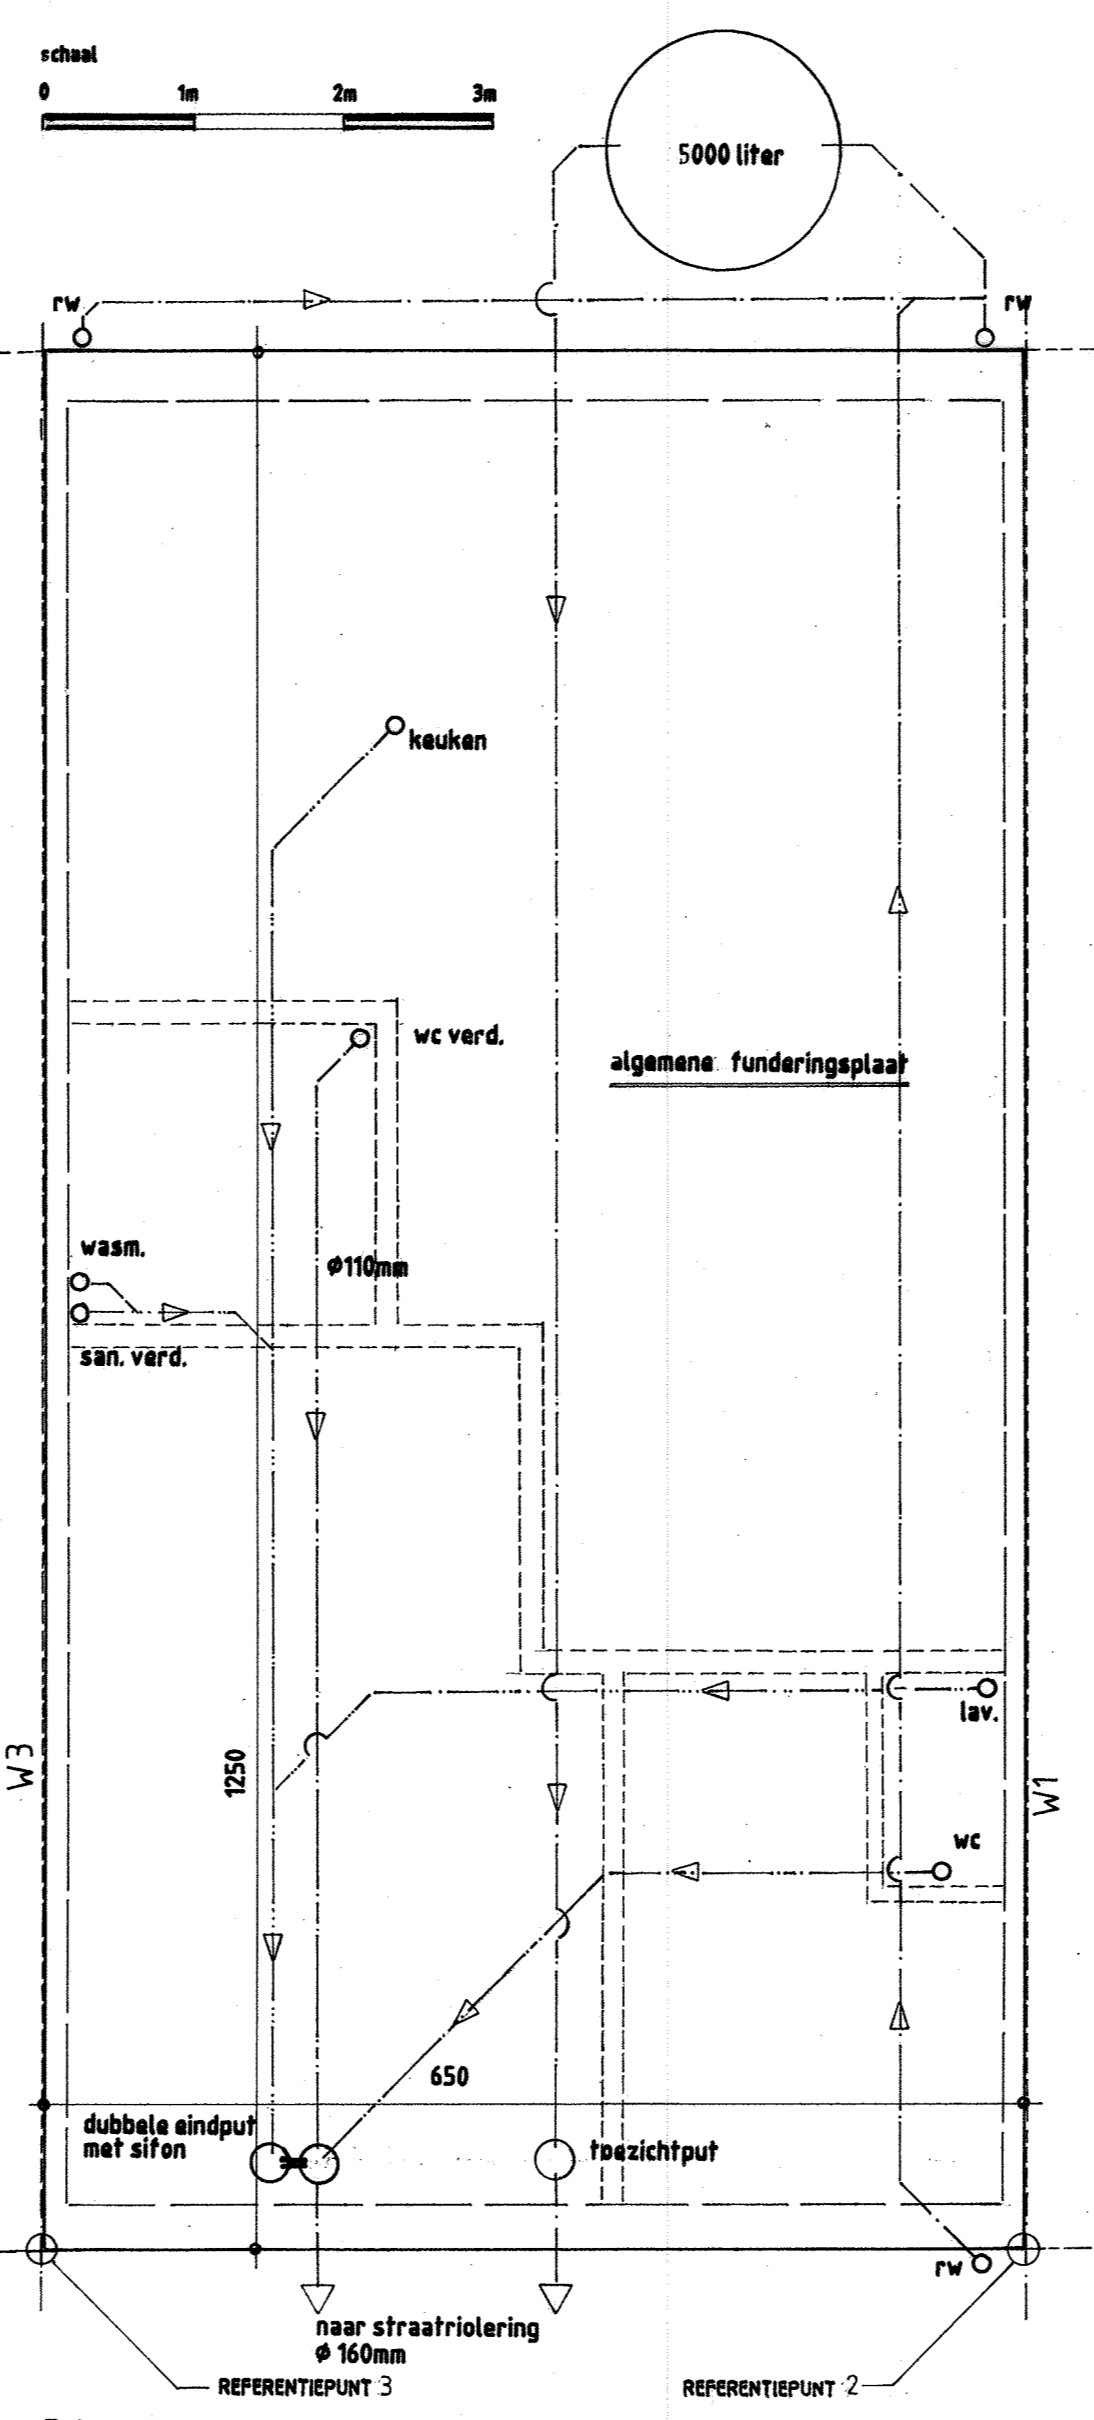 schaal
0 1m 2m 3m
5000 liter
rw
rw
keuken
wc verd.
algemene funderingsplaat
wasm.
ø110mm
san. verd.
lav.
W3
1250
W1
wc
650
dubbele eindput
met sifon
toezichtput
rw
naar straatriolering
ø 160mm
REFERENTIEPUNT 3
REFERENTIEPUNT 2